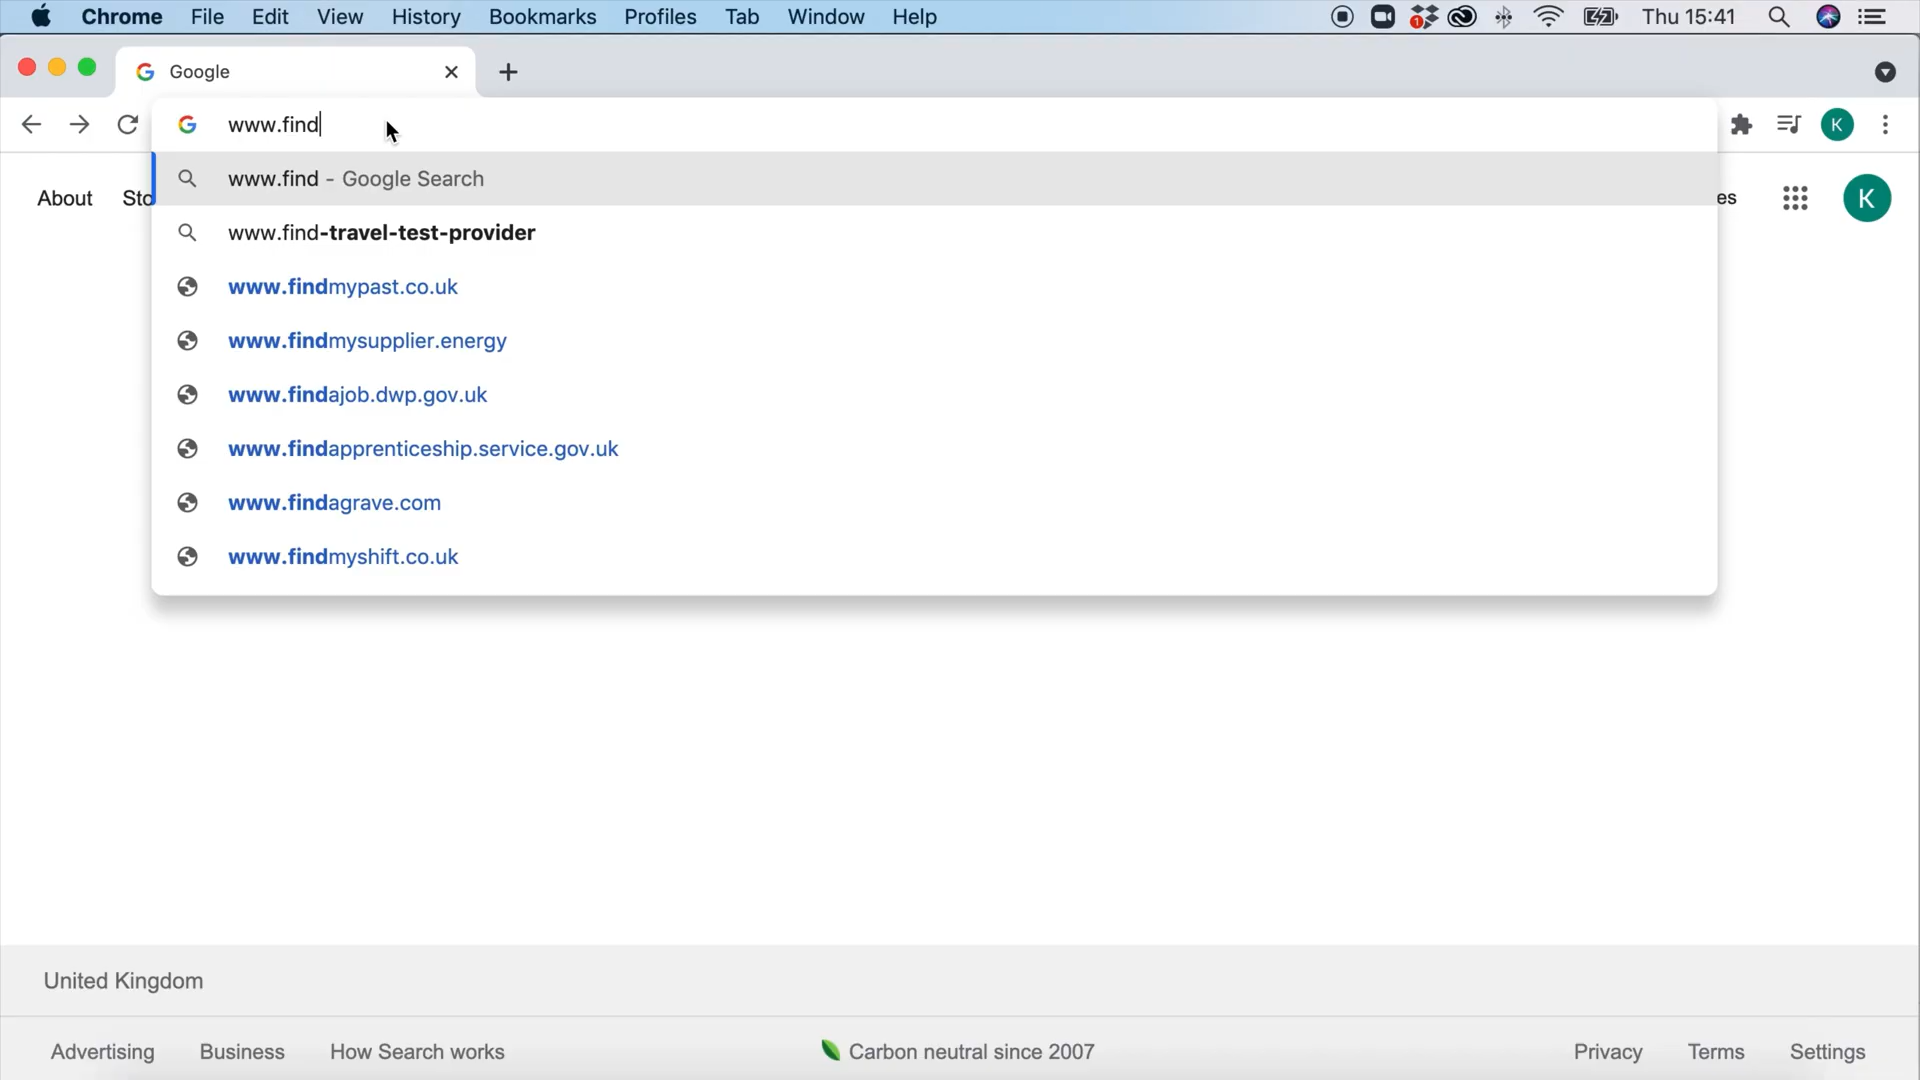 Chrome File Edit View History Bookmarks Profiles Tab Window Help 1 Thu 15:41
Google
www.find
K
www.find - Google Search
About Sto es K
www.find-travel-test-provider
www.findmypast.co.uk
www.findmysupplier.energy
www.findajob.dwp.gov.uk
www.findapprenticeship.service.gov.uk
www.findagrave.com
www.findmyshift.co.uk
United Kingdom
Advertising Business How Search works Carbon neutral since 2007 Privacy Terms Settings